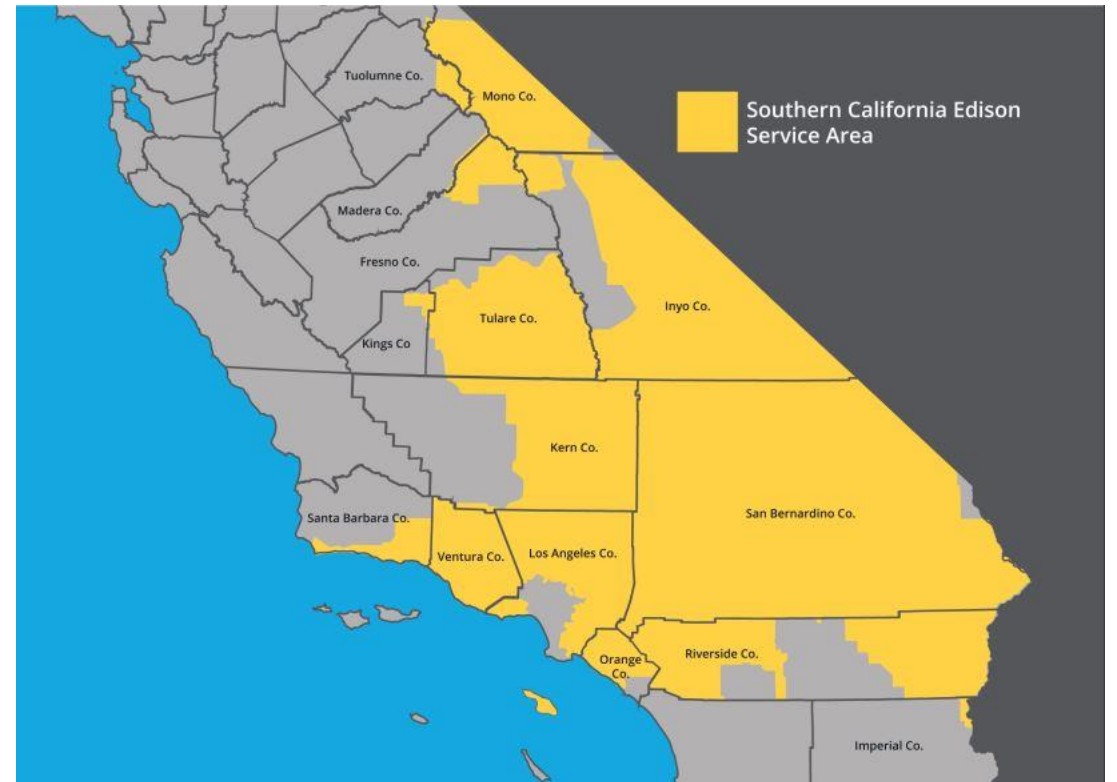 Tuolumne Co.
Mono Co.
Southern California Edison
Service Area
Madera Co.
Fresno Co.
Inyo Co.
Tulare Co.
Kings Co
Kern Co.
San Bernardino Co.
Santa Barbara Co.
Ventura Co.
Los Angeles Co.
Riverside Co.
Orange
Co.
Imperial Co.